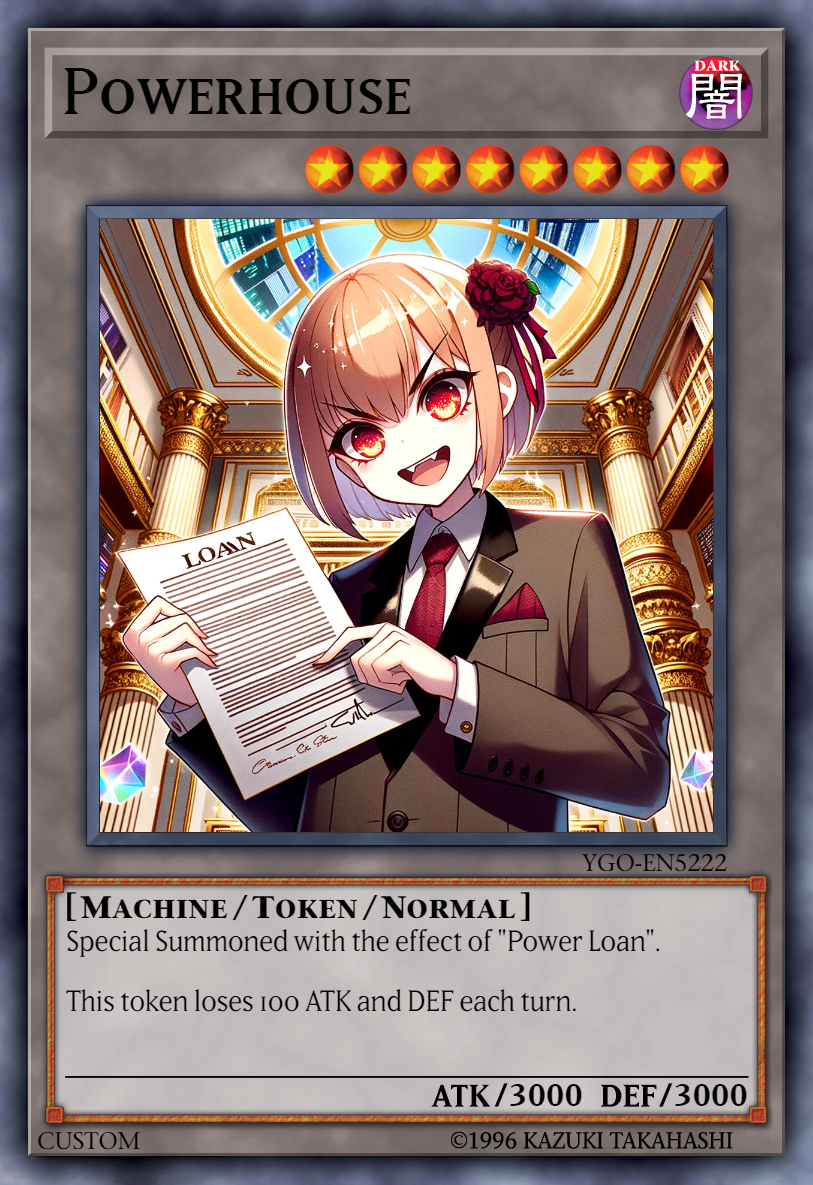 Powerhouse
DARK
闇
LOAN
YGO-EN5222
[Machine/Token/Normal]
Special Summoned with the effect of "Power Loan".
This token loses 100 ATK and DEF each turn.
ATK/3000 DEF/3000
CUSTOM
©1996 KAZUKI TAKAHASHI